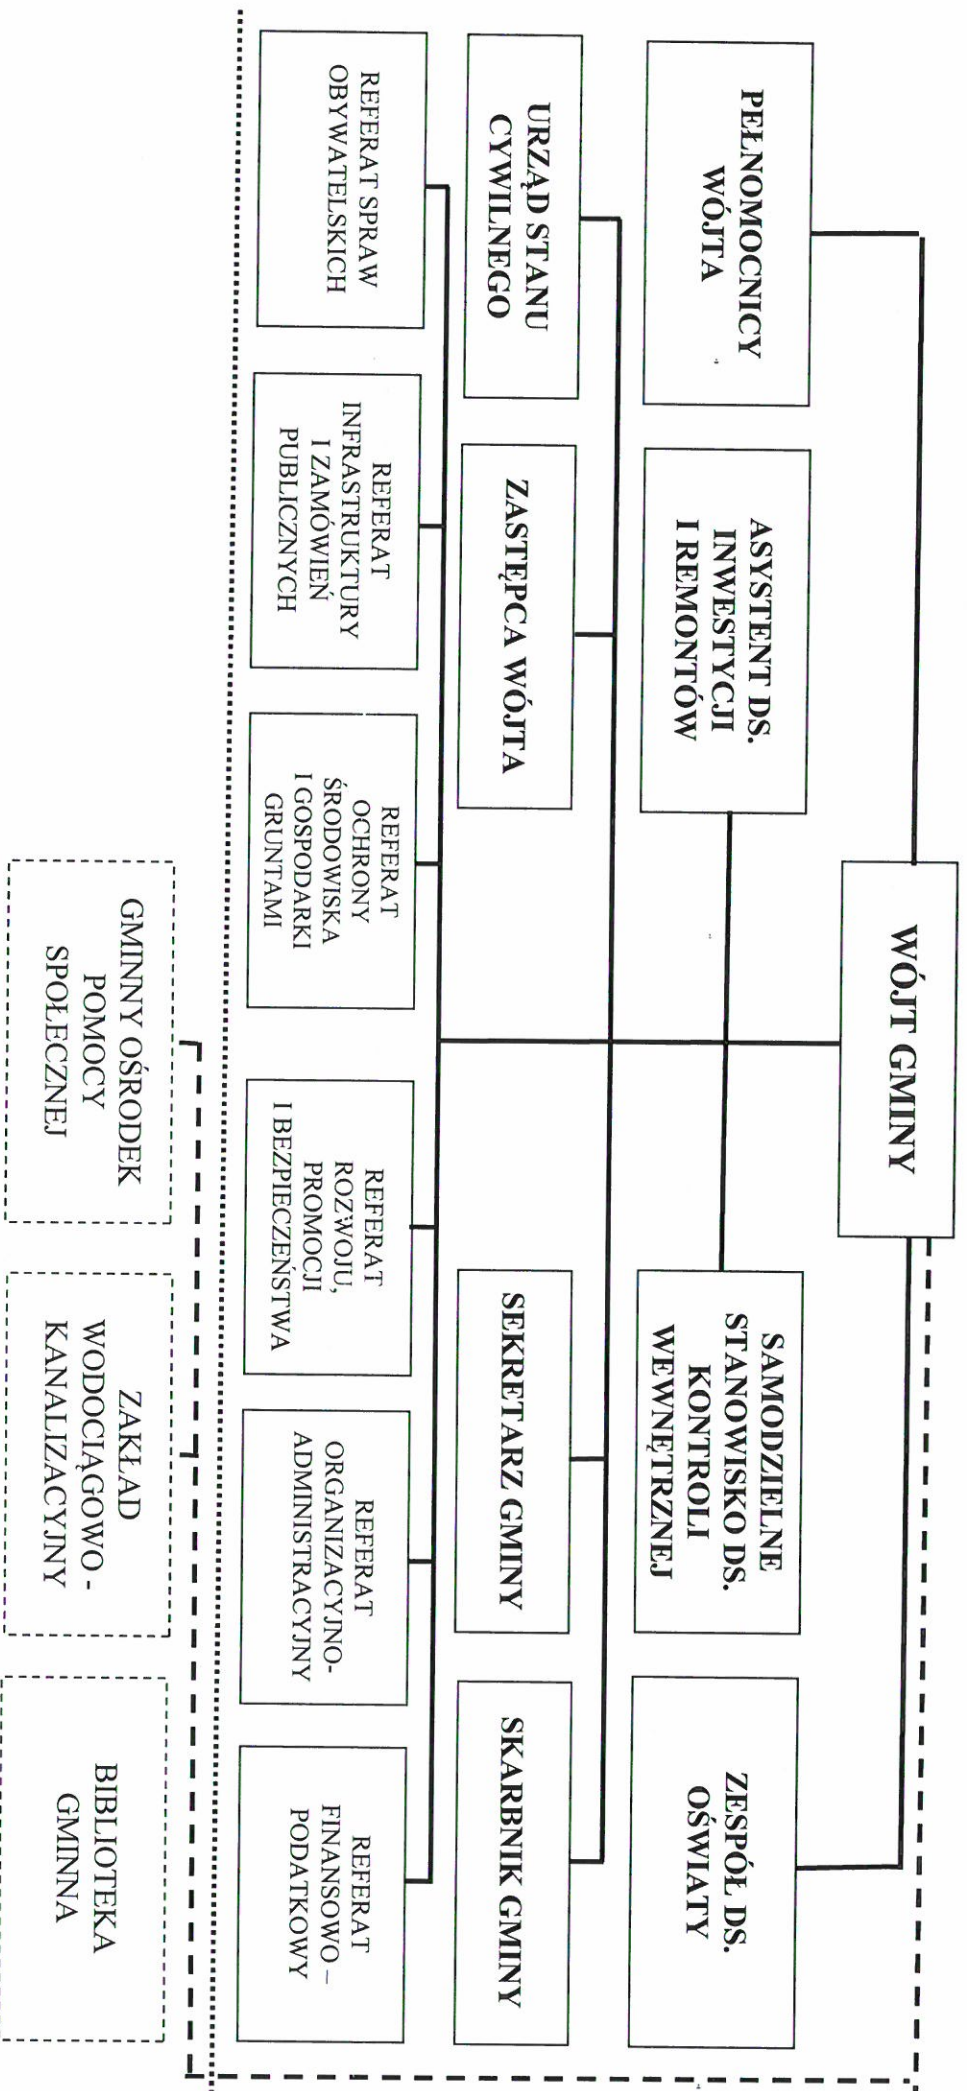 WÓJT GMINY
PEŁNOMOCNICY
WÓJTA
ASYSTENT DS.
INWESTYCJI
I REMONTÓW
SAMODZIELNE
STANOWISKO DS.
KONTROLI
WEWNĘTRZNEJ
ZESPÓŁ DS.
OŚWIATY
URZĄD STANU
CYWILNEGO
ZASTĘPCA WÓJTA
SEKRETARZ GMINY
SKARBNIK GMINY
REFERAT SPRAW
OBYWATELSKICH
REFERAT
INFRASTRUKTURY
I ZAMÓWIEŃ
PUBLICZNYCH
REFERAT
OCHRONY
ŚRODOWISKA
I GOSPODARKI
GRUNTAMI
REFERAT
ROZWOJU,
PROMOCJI
I BEZPIECZEŃSTWA
REFERAT
ORGANIZACYJNO-
ADMINISTRACYJNY
REFERAT
FINANSOWO –
PODATKOWY
GMINNY OŚRODEK
POMOCY
SPOŁECZNEJ
ZAKŁAD
WODOCIĄGOWO -
KANALIZACYJNY
BIBLIOTEKA
GMINNA